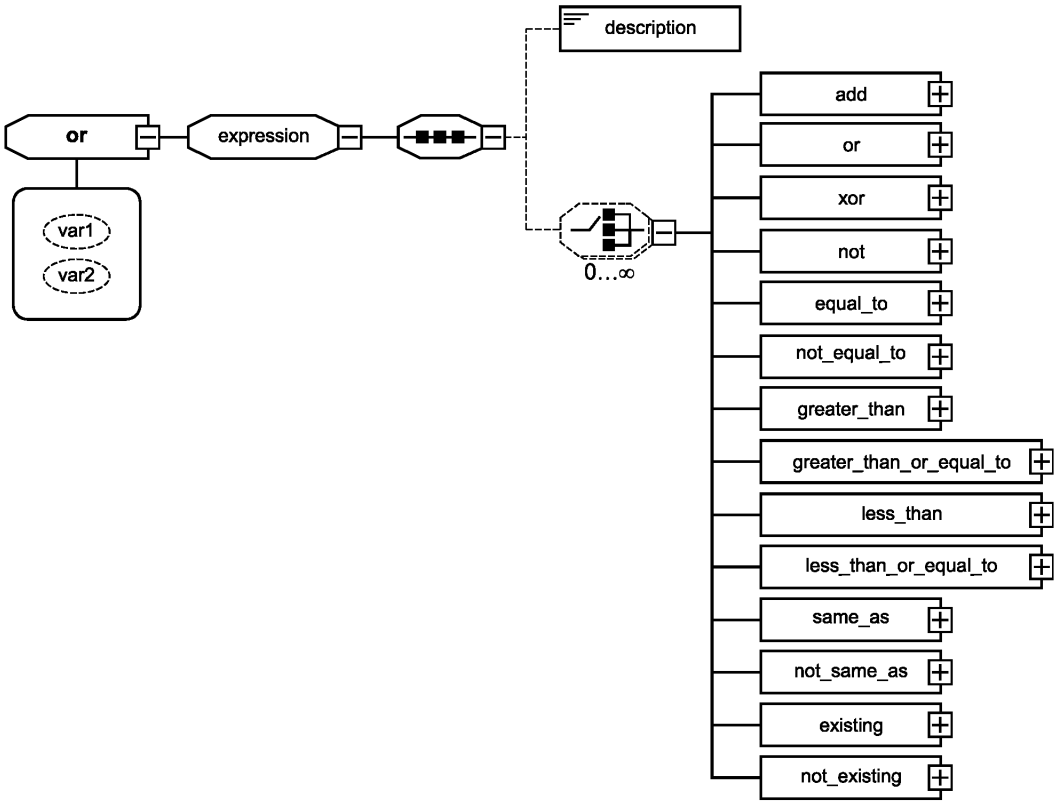 description
or
expression
var1
var2
0...∞
add
or
xor
not
equal_to
not_equal_to
greater_than
greater_than_or_equal_to
less_than
less_than_or_equal_to
same_as
not_same_as
existing
not_existing